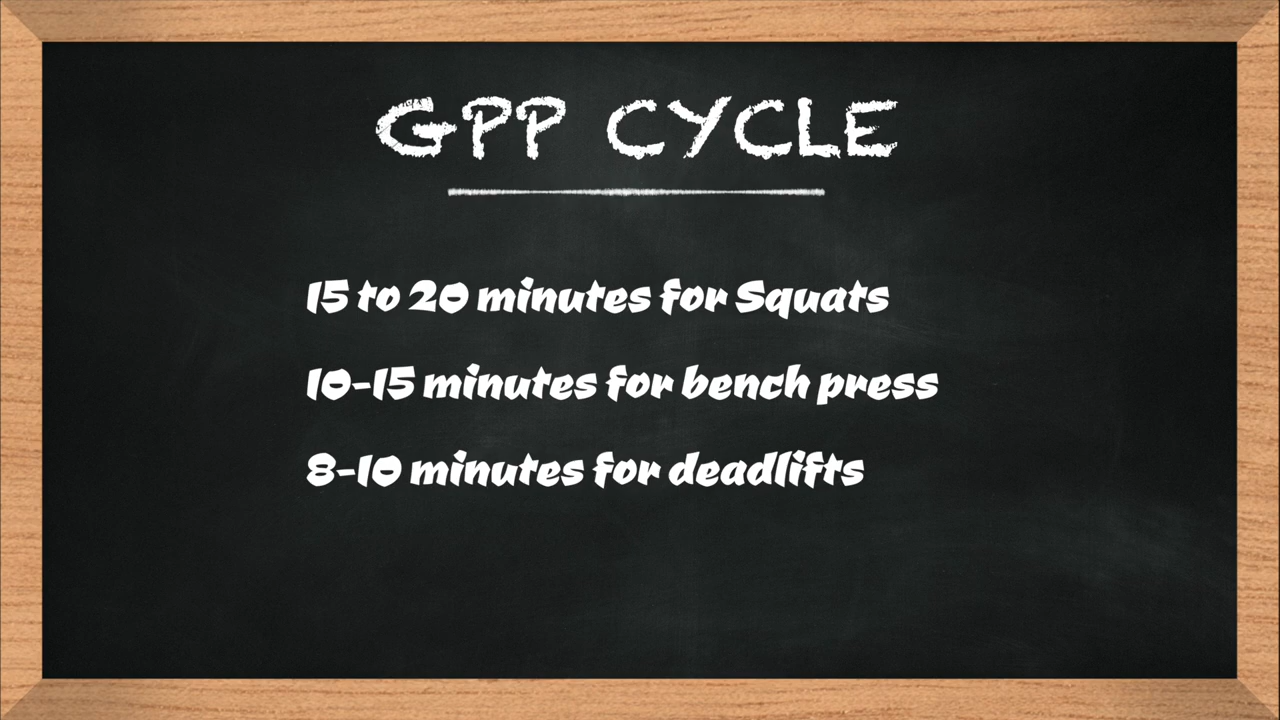 GPP CYCLE
15 to 20 minutes for Squats
10-15 minutes for bench press
8-10 minutes for deadlifts